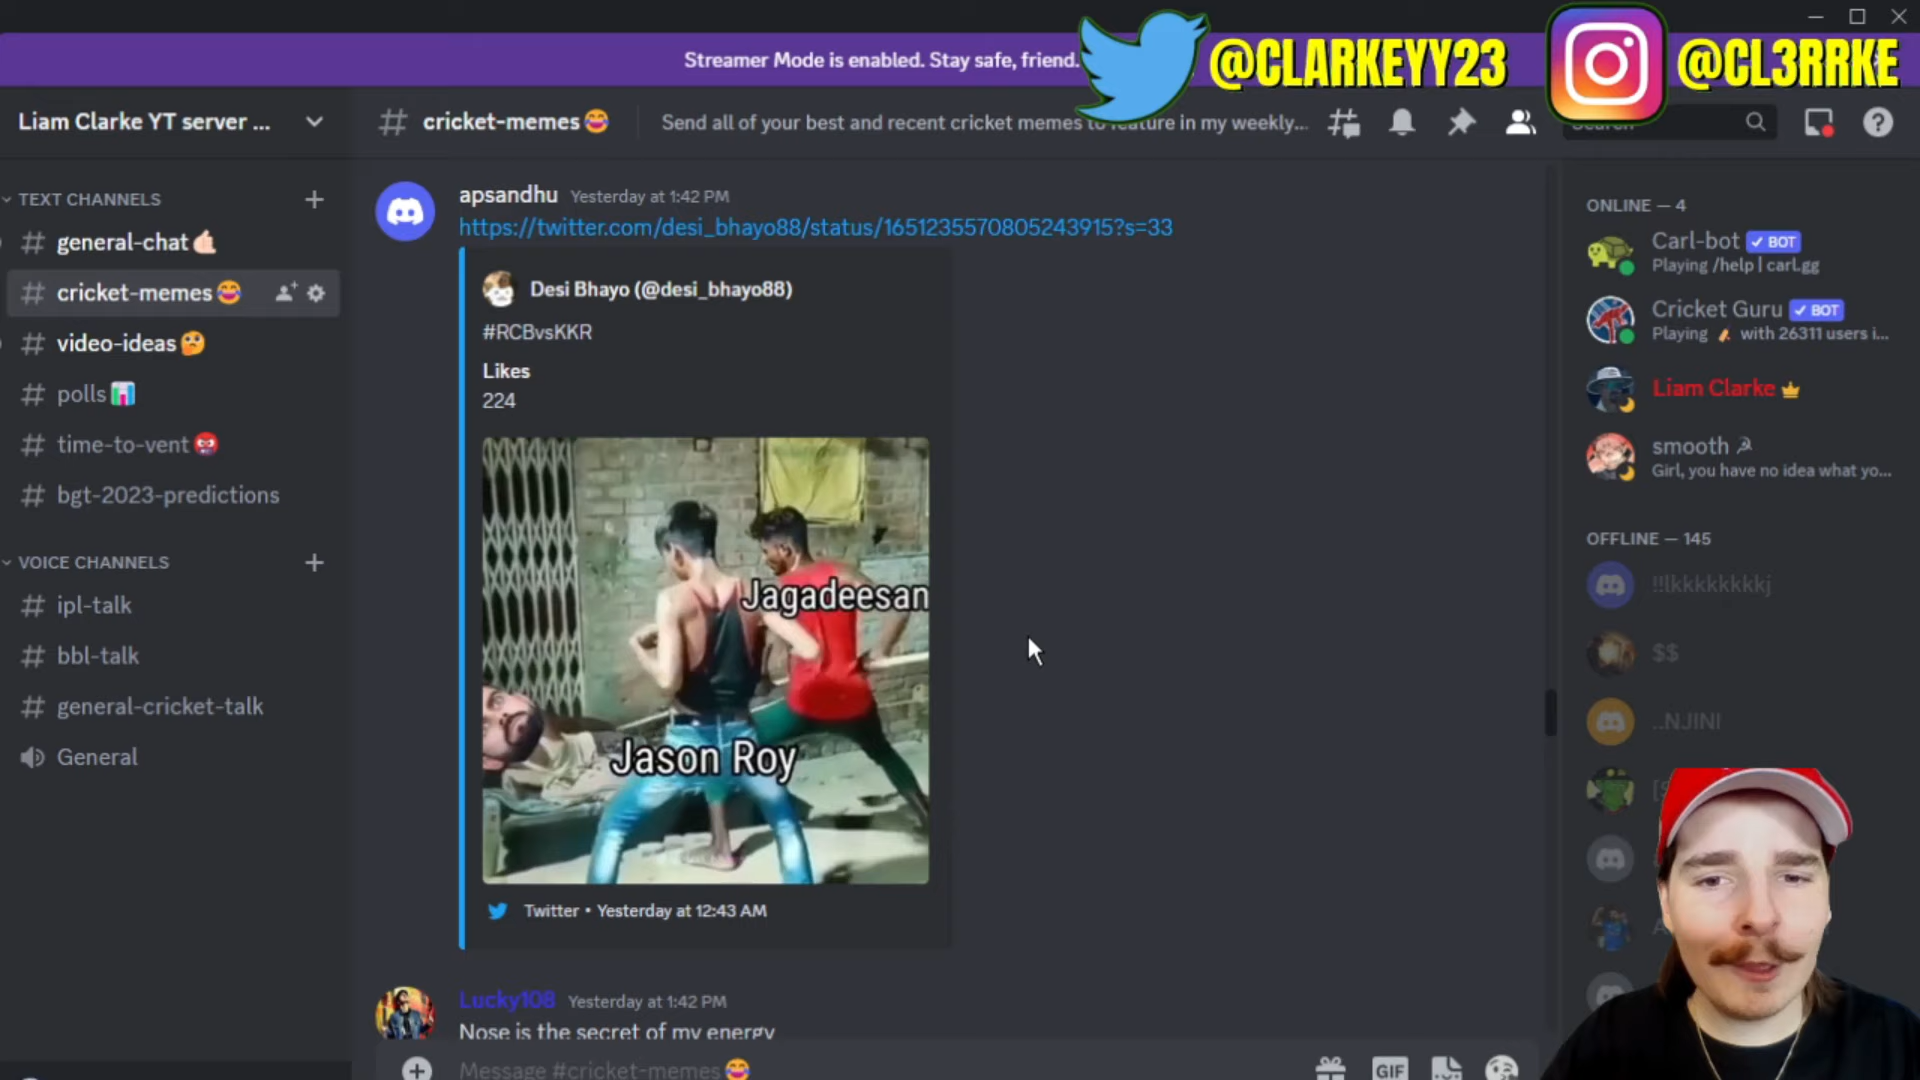 Streamer Mode is enabled. Stay safe, friend.
@CLARKEYY23
@CL3RRKE
Liam Clarke YT server ...
cricket-memes😂
Send all of your best and recent cricket memes to feature in my weekly...
TEXT CHANNELS
general-chat🤙🏻
cricket-memes😂
video-ideas🤔
polls📊
time-to-vent👹
bgt-2023-predictions
VOICE CHANNELS
ipl-talk
bbl-talk
general-cricket-talk
General
apsandhu Yesterday at 1:42 PM
https://twitter.com/desi_bhayo88/status/1651235570805243915?s=33
Desi Bhayo (@desi_bhayo88)
#RCBvsKKR
Likes
224
Jagadeesan
Jason Roy
Twitter • Yesterday at 12:43 AM
Lucky108 Yesterday at 1:42 PM
Nose is the secret of my energy
Message #cricket-memes😂
GIF
ONLINE — 4
Carl-bot ✓ BOT
Playing /help | carl.gg
Cricket Guru ✓ BOT
Playing 🏏 with 26311 users i...
Liam Clarke
smooth ☭
Girl, you have no idea what yo...
OFFLINE — 145
!!lkkkkkkkkj
$$
..NJINI